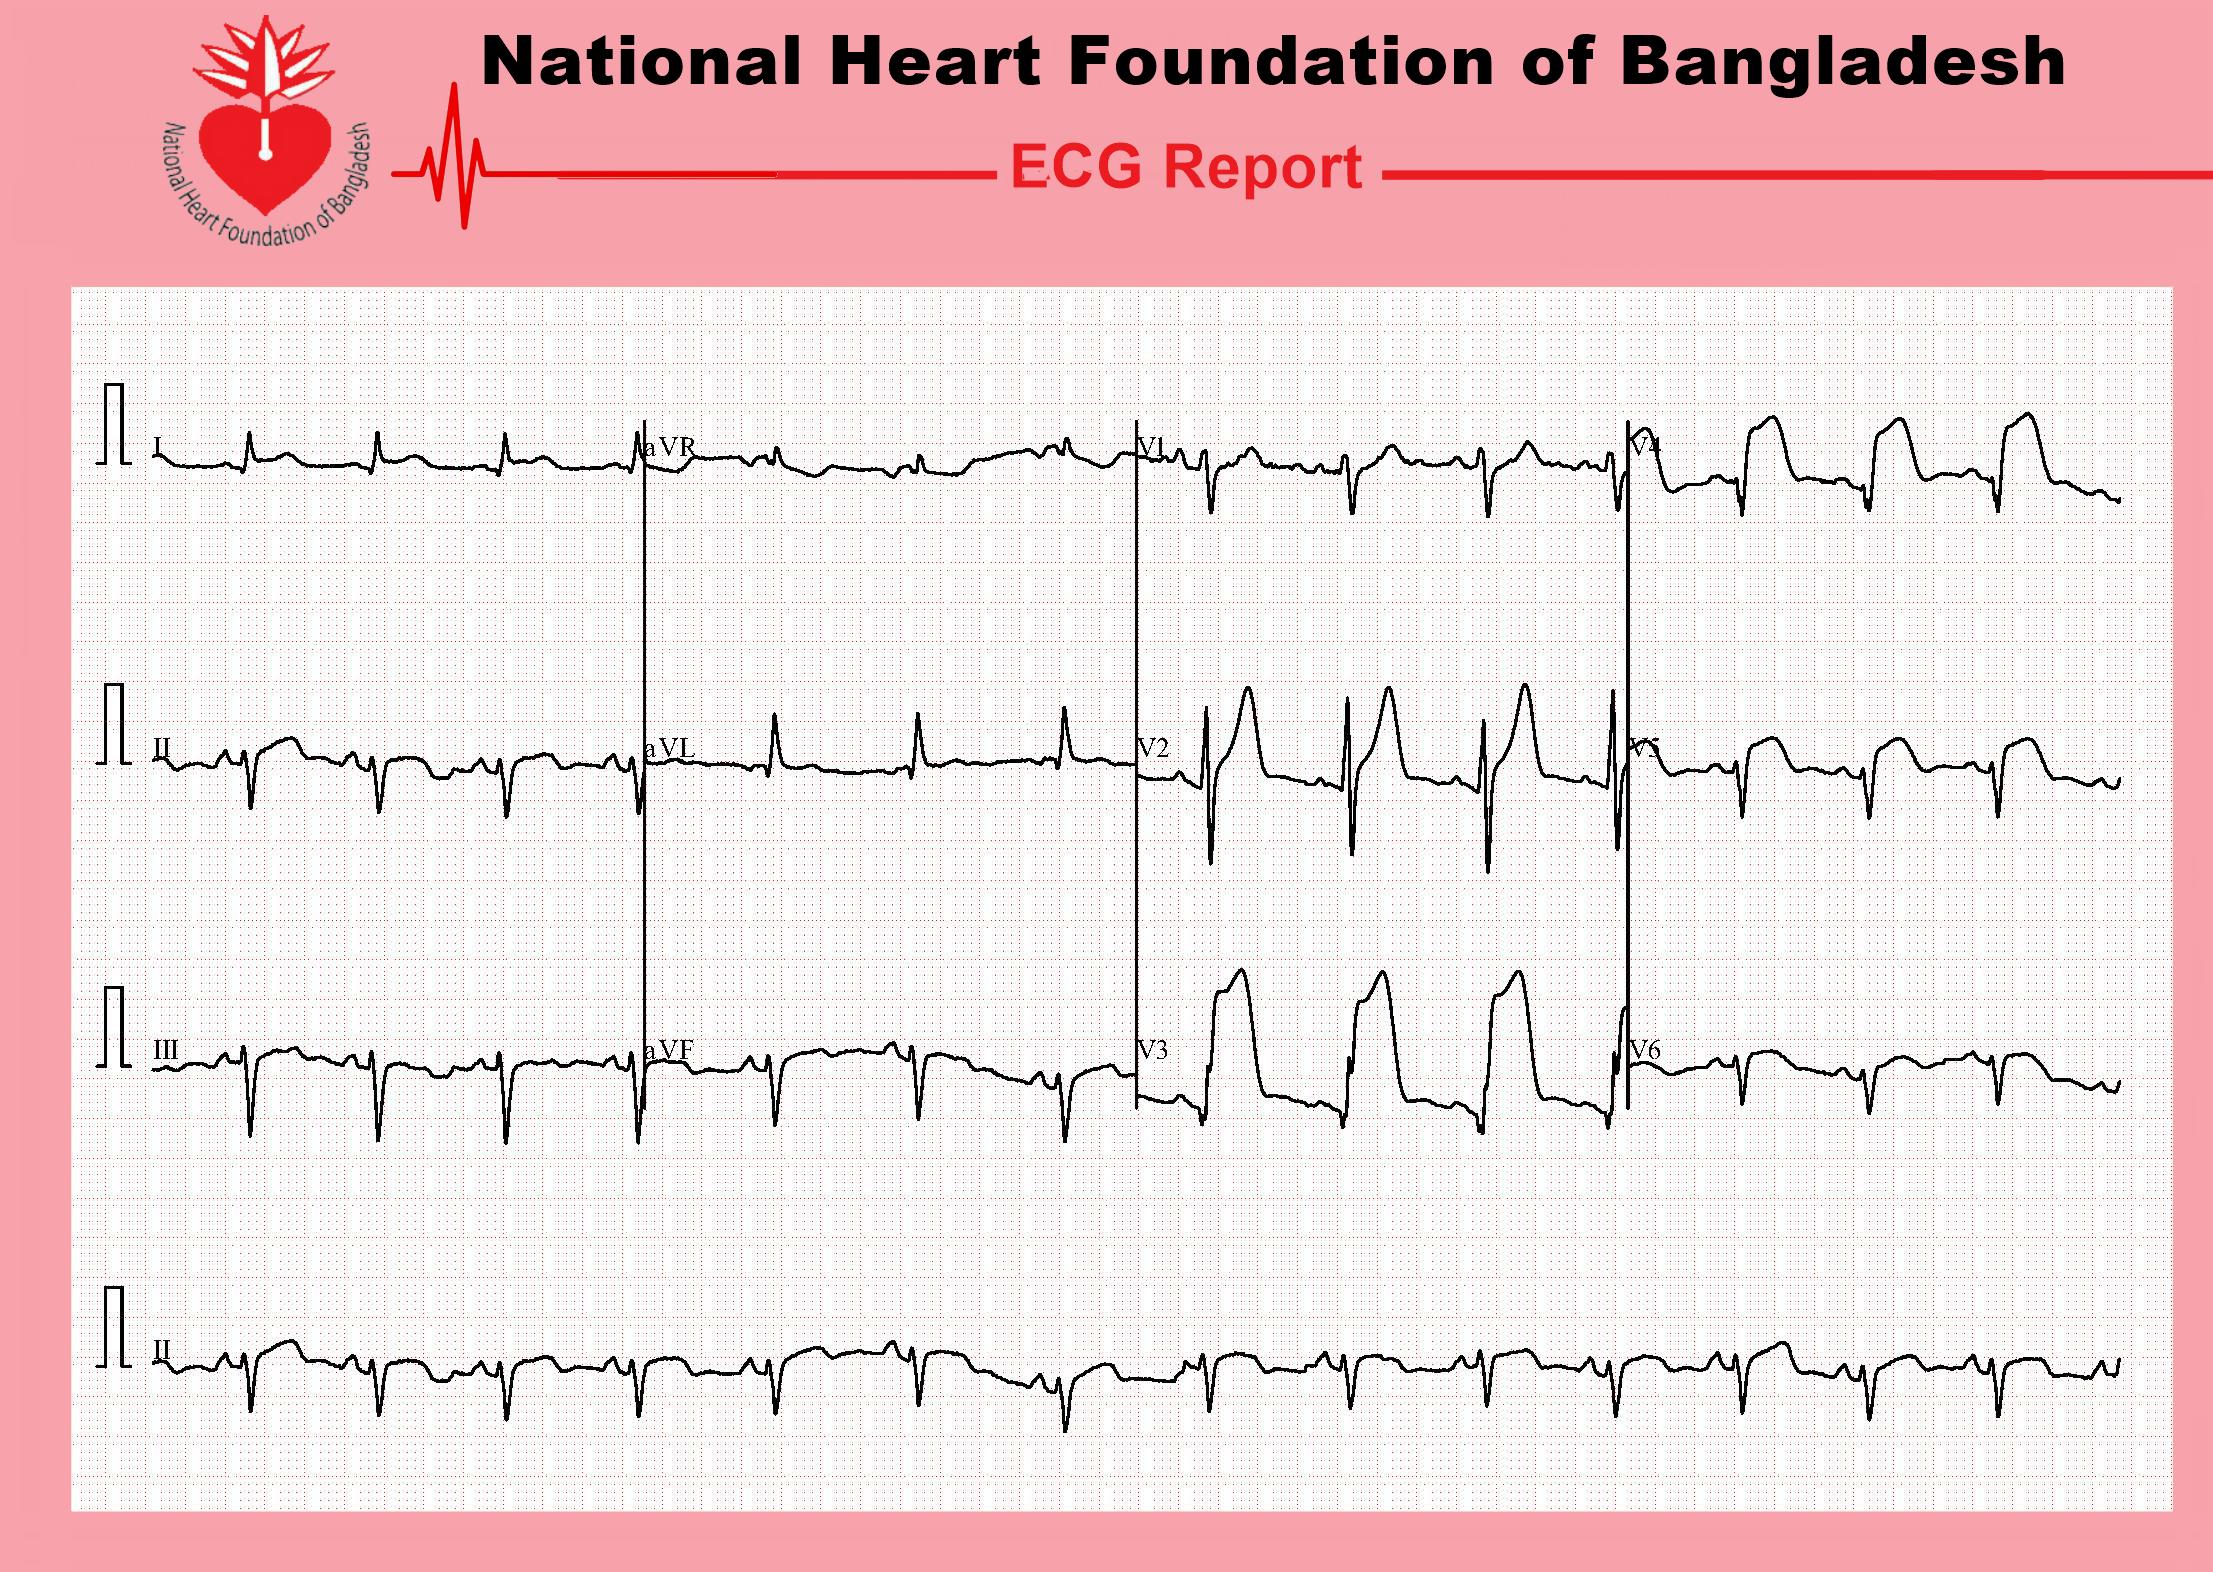 National Heart Foundation of Bangladesh
National Heart Foundation of Bangladesh
ECG Report
I aVR V1 V4
II aVL V2 V5
III aVF V3 V6
II